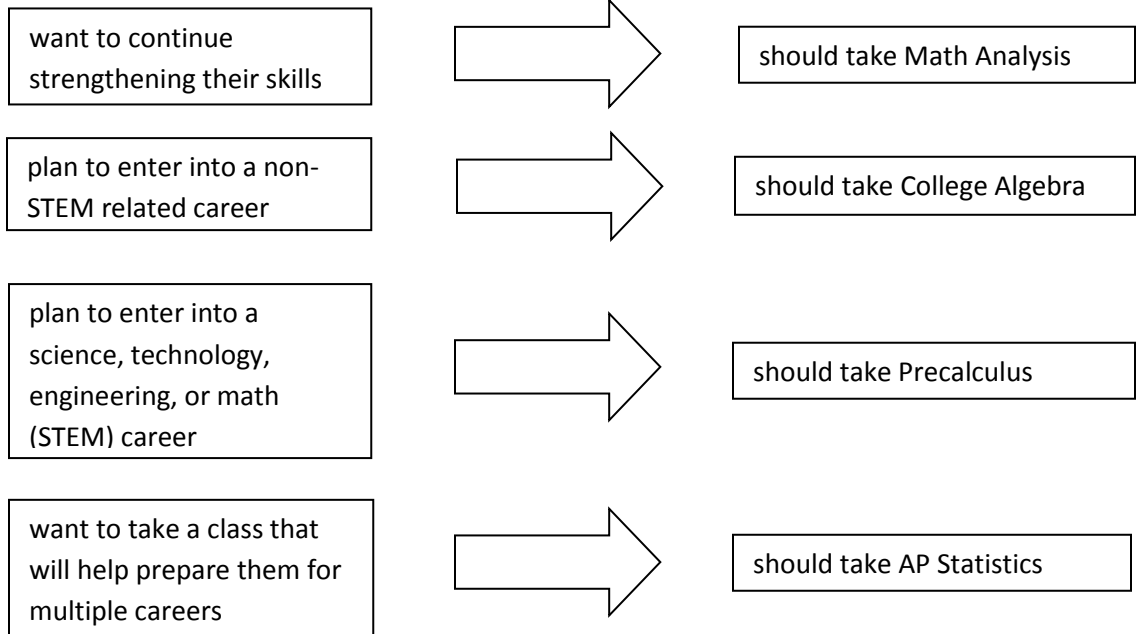 want to continue
strengthening their skills
should take Math Analysis
plan to enter into a non-
STEM related career
should take College Algebra
plan to enter into a
science, technology,
engineering, or math
(STEM) career
should take Precalculus
want to take a class that
will help prepare them for
multiple careers
should take AP Statistics